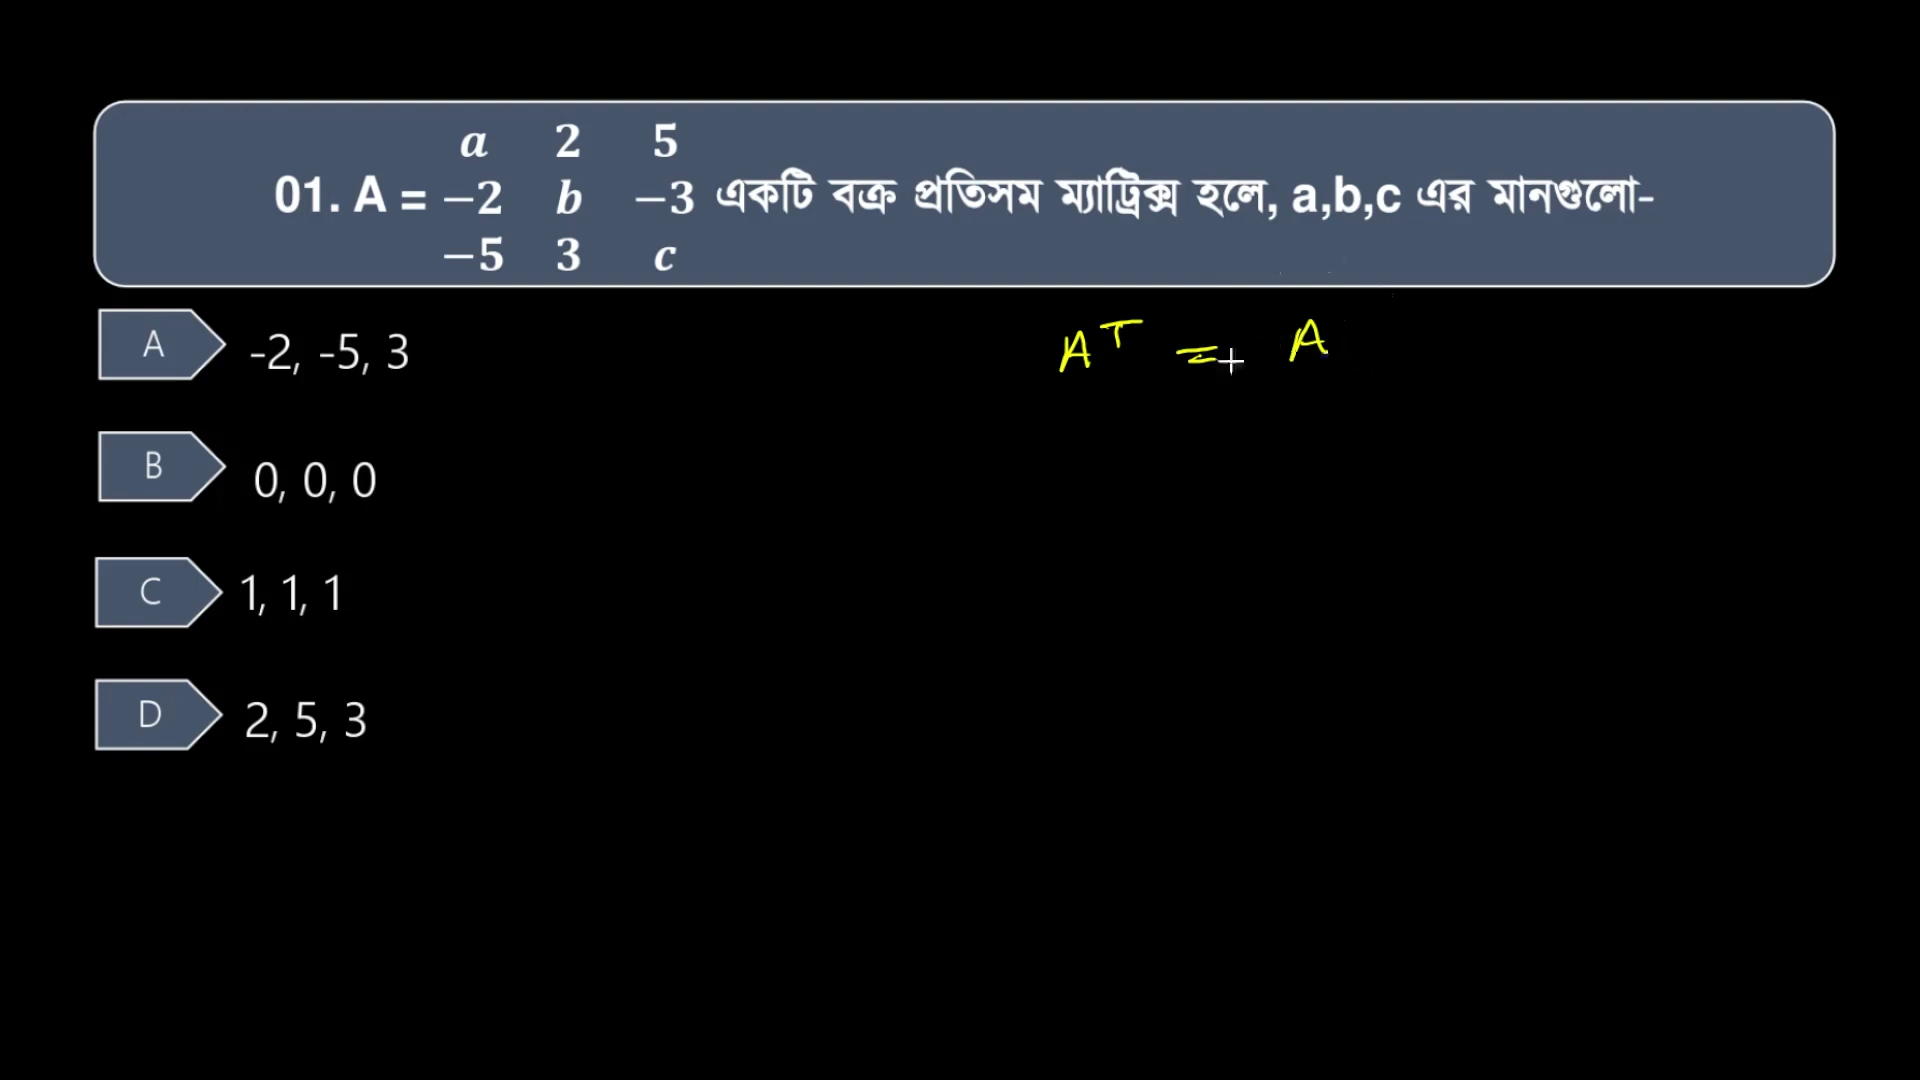 a 2 5
01. A = −2 b −3 একটি বক্র প্রতিসম ম্যাট্রিক্স হলে, a,b,c এর মানগুলো-
−5 3 c
A -2, -5, 3
Aᵀ = A
B 0, 0, 0
C 1, 1, 1
D 2, 5, 3